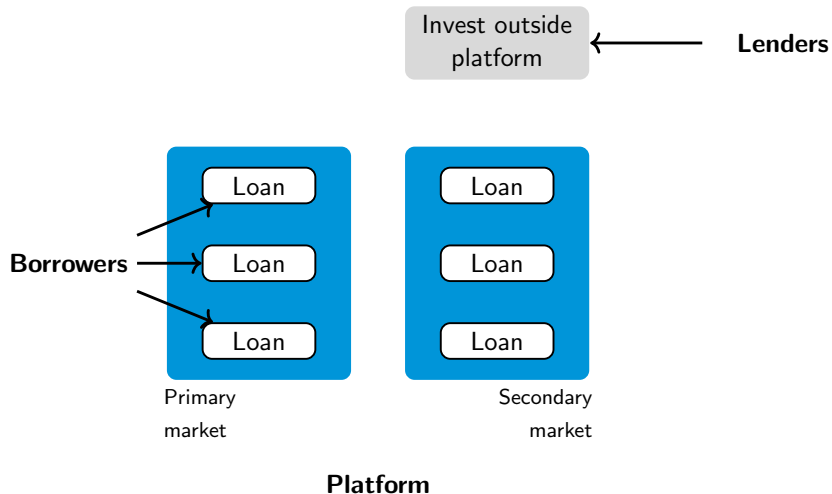 Invest outside
platform
Lenders
Loan
Loan
Borrowers
Loan
Loan
Loan
Loan
Primary
market
Secondary
market
Platform